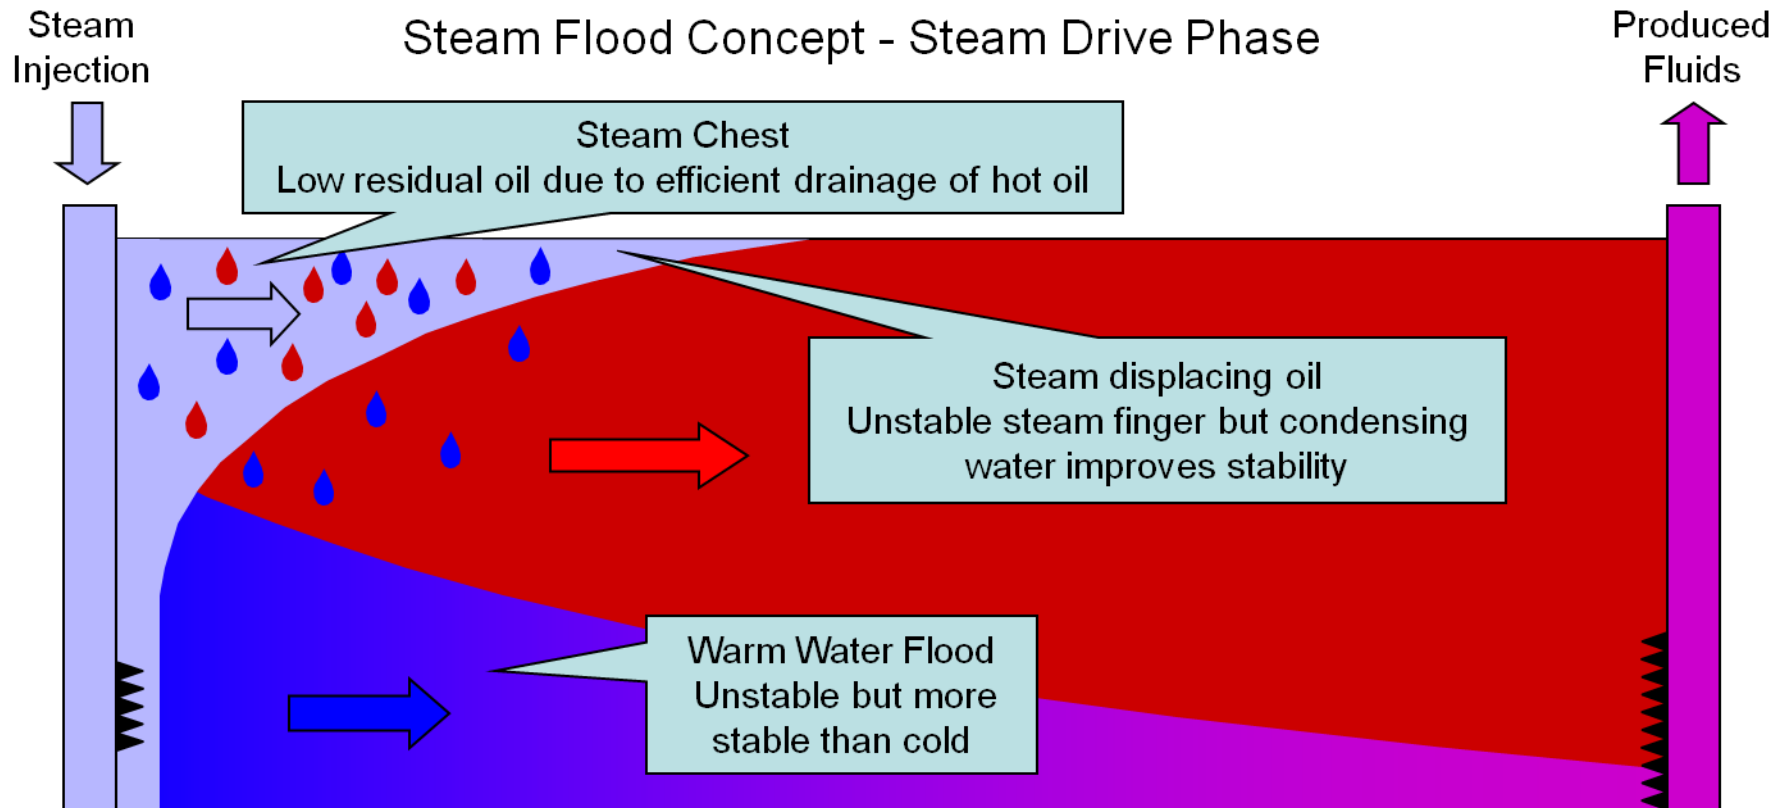 Steam
Injection
Steam Flood Concept - Steam Drive Phase
Produced
Fluids
Steam Chest
Low residual oil due to efficient drainage of hot oil
Steam displacing oil
Unstable steam finger but condensing
water improves stability
Warm Water Flood
Unstable but more
stable than cold